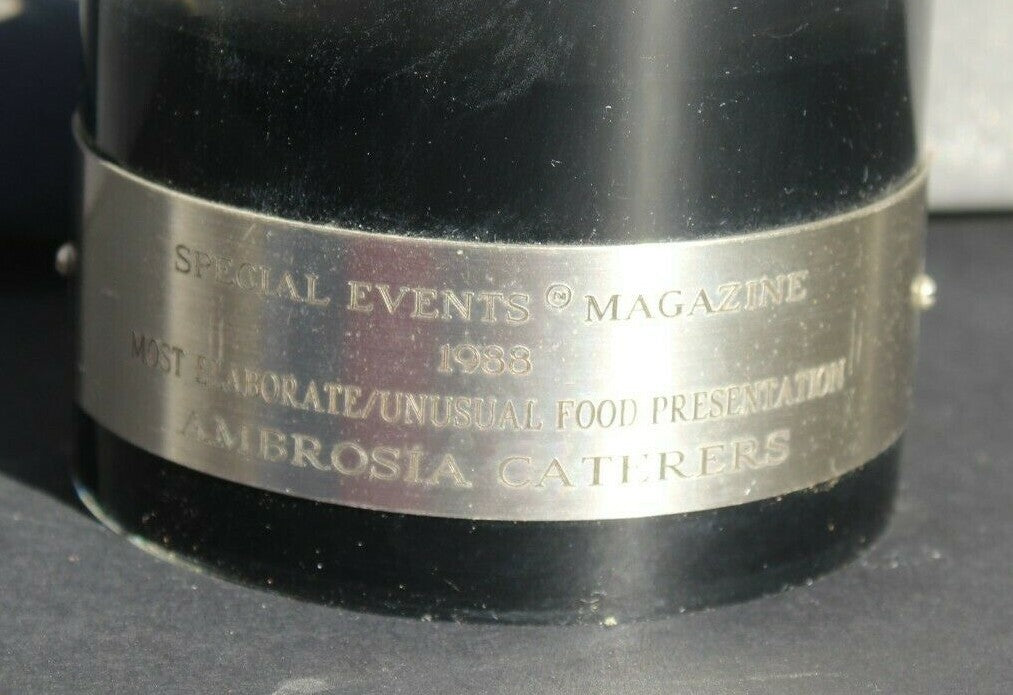 SPECIAL EVENTS ® MAGAZINE
1988
MOST ELABORATE/UNUSUAL FOOD PRESENTATION
AMBROSIA CATERERS